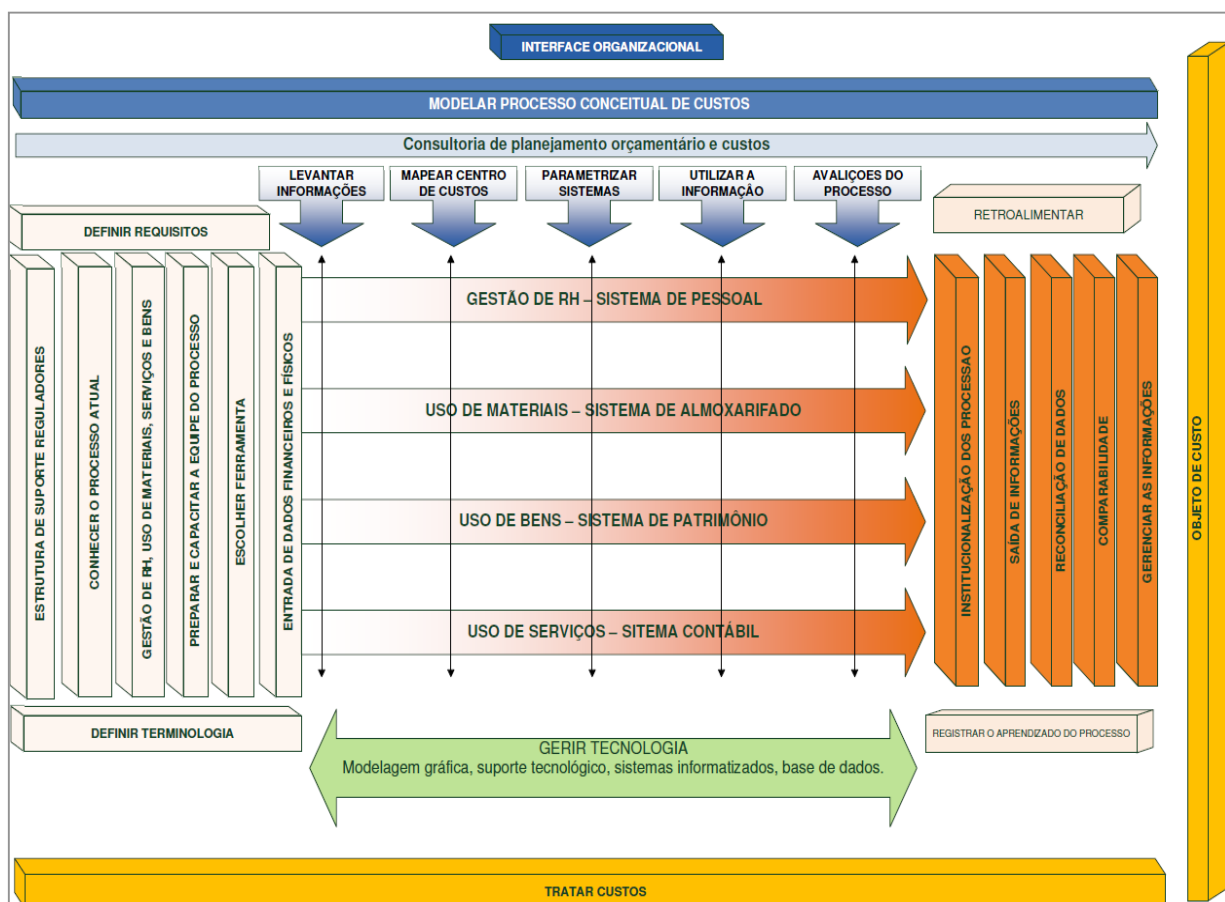 INTERFACE ORGANIZACIONAL
MODELAR PROCESSO CONCEITUAL DE CUSTOS
Consultoria de planejamento orçamentário e custos
LEVANTAR
INFORMAÇÕES
MAPEAR CENTRO
DE CUSTOS
PARAMETRIZAR
SISTEMAS
UTILIZAR A
INFORMAÇÂO
AVALIÇOES DO
PROCESSO
DEFINIR REQUISITOS
RETROALIMENTAR
ESTRUTURA DE SUPORTE REGULADORES
CONHECER O PROCESSO ATUAL
GESTÃO DE RH, USO DE MATERIAIS, SERVIÇOS E BENS
PREPARAR E CAPACITAR A EQUIPE DO PROCESSO
ESCOLHER FERRAMENTA
ENTRADA DE DADOS FINANCEIROS E FÍSICOS
GESTÃO DE RH – SISTEMA DE PESSOAL
USO DE MATERIAIS – SISTEMA DE ALMOXARIFADO
USO DE BENS – SISTEMA DE PATRIMÔNIO
USO DE SERVIÇOS – SITEMA CONTÁBIL
INSTITUCIONALIZAÇÃO DOS PROCESSAO
SAÍDA DE INFORMAÇÕES
RECONCILIAÇÃO DE DADOS
COMPARABILIDADE
GERENCIAR AS INFORMAÇÕES
OBJETO DE CUSTO
DEFINIR TERMINOLOGIA
GERIR TECNOLOGIA
Modelagem gráfica, suporte tecnológico, sistemas informatizados, base de dados.
REGISTRAR O APRENDIZADO DO PROCESSO
TRATAR CUSTOS